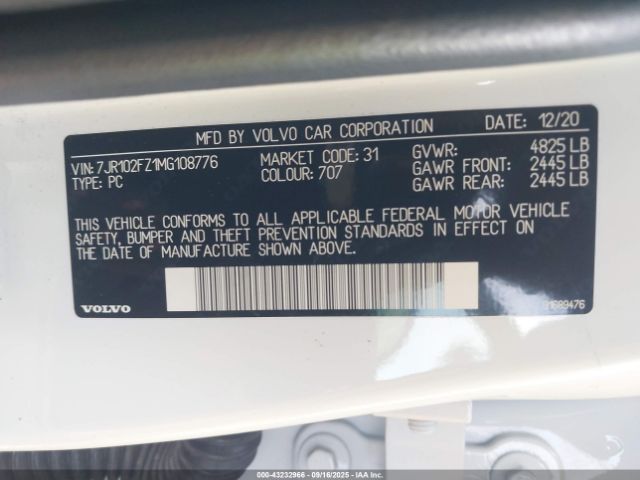 MFD BY VOLVO CAR CORPORATION DATE: 12/20
VIN: 7JR102FZ1MG108776 MARKET CODE: 31 GVWR: 4825 LB
TYPE: PC COLOUR: 707 GAWR FRONT: 2445 LB
GAWR REAR: 2445 LB
THIS VEHICLE CONFORMS TO ALL APPLICABLE FEDERAL MOTOR VEHICLE
SAFETY, BUMPER AND THEFT PREVENTION STANDARDS IN EFFECT ON
THE DATE OF MANUFACTURE SHOWN ABOVE.
VOLVO
000-43232966 - 09/16/2025 - IAAI.COM